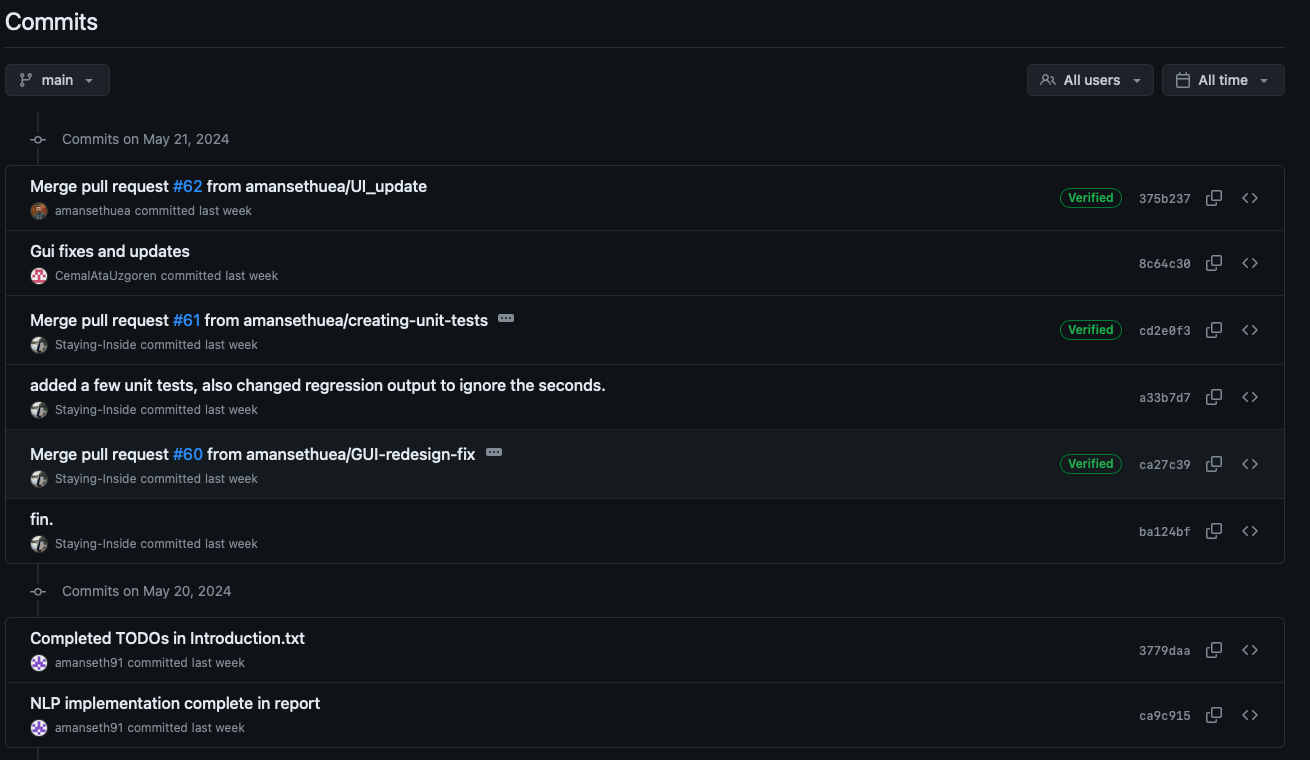 Commits
main
All users
All time
Commits on May 21, 2024
Merge pull request #62 from amansethuea/UI_update
amansethuea committed last week
Verified
375b237
Gui fixes and updates
CemalAtaUzgoren committed last week
8c64c30
Merge pull request #61 from amansethuea/creating-unit-tests
Staying-Inside committed last week
Verified
cd2e0f3
added a few unit tests, also changed regression output to ignore the seconds.
Staying-Inside committed last week
a33b7d7
Merge pull request #60 from amansethuea/GUI-redesign-fix
Staying-Inside committed last week
Verified
ca27c39
fin.
Staying-Inside committed last week
ba124bf
Commits on May 20, 2024
Completed TODOs in Introduction.txt
amanseth91 committed last week
3779daa
NLP implementation complete in report
amanseth91 committed last week
ca9c915